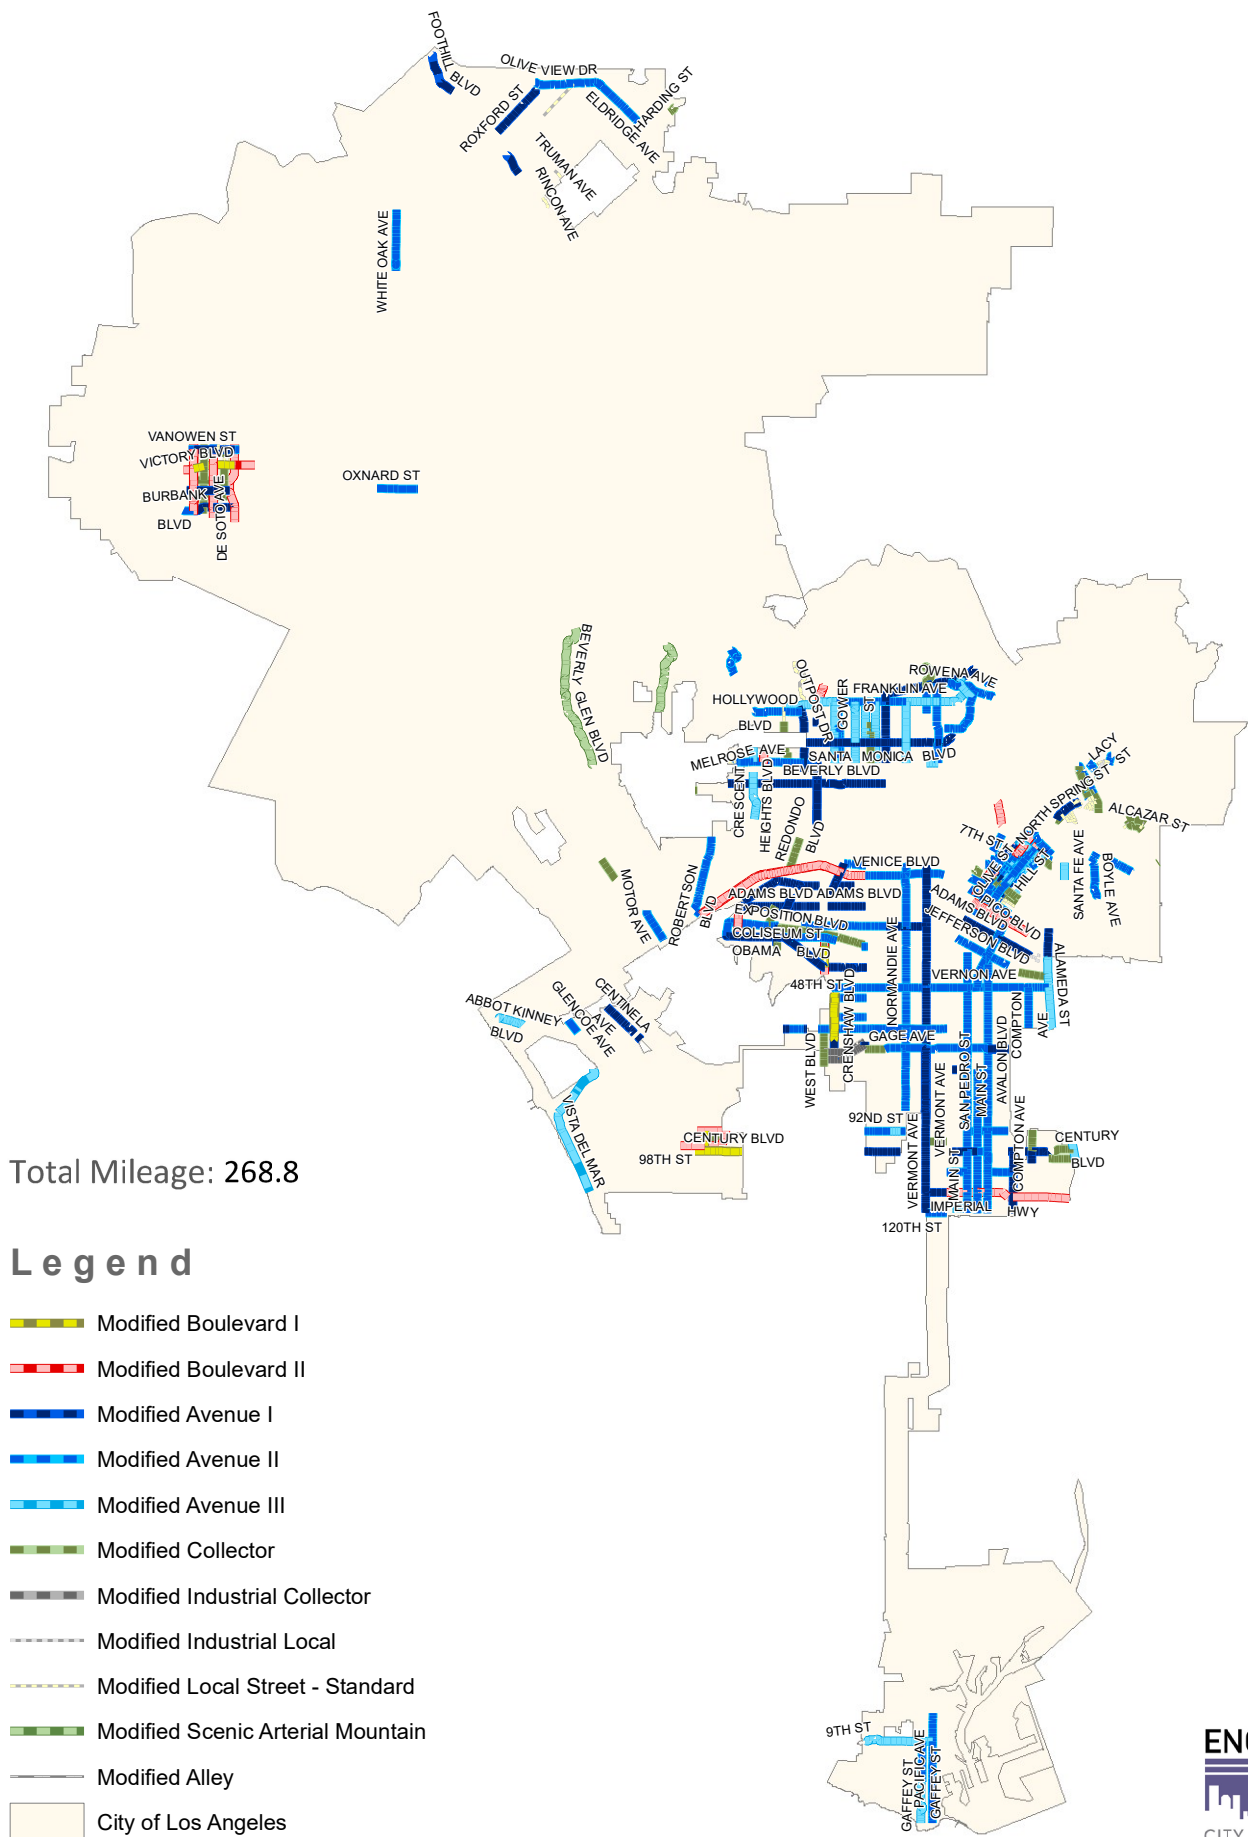 FOOTHILL BLVD
OLIVE VIEW DR
ROXFORD ST
ELDRIDGE AVE
HARDING ST
TRUMAN AVE
RINCON AVE
WHITE OAK AVE
VANOWEN ST
VICTORY BLVD
BURBANK
BLVD
DE SOTO AVE
OXNARD ST
BEVERLY GLEN BLVD
OUTPOST DR
HOLLYWOOD
BLVD
GOWER
ST
FRANKLIN AVE
ROWENA AVE
MELROSE AVE
SANTA MONICA BLVD
BEVERLY BLVD
CRESCENT
HEIGHTS BLVD
REDONDO
BLVD
LACY
ST
NORTH SPRING ST
ALCAZAR ST
7TH ST
OLIVE ST
HILL ST
SANTA FE AVE
BOYLE AVE
MOTOR AVE
ROBERTSON
BLVD
VENICE BLVD
ADAMS BLVD
ADAMS BLVD
ADAMS BLVD
PICO BLVD
EXPOSITION BLVD
COLISEUM ST
OBAMA
BLVD
JEFFERSON BLVD
NORMANDIE AVE
VERNON AVE
ALAMEDA ST
48TH ST
CRENSHAW BLVD
COMPTON
AVE
ABBOT KINNEY
BLVD
GLENCOE AVE
CENTINELA
AVE
WEST BLVD
GAGE AVE
SAN PEDRO ST
MAIN ST
AVALON BLVD
VERMONT AVE
VISTA DEL MAR
92ND ST
CENTURY BLVD
98TH ST
VERMONT AVE
MAIN ST
COMPTON AVE
CENTURY
BLVD
IMPERIAL
HWY
120TH ST
Total Mileage: 268.8
Legend
Modified Boulevard I
Modified Boulevard II
Modified Avenue I
Modified Avenue II
Modified Avenue III
Modified Collector
Modified Industrial Collector
Modified Industrial Local
Modified Local Street - Standard
Modified Scenic Arterial Mountain
Modified Alley
City of Los Angeles
9TH ST
GAFFEY ST
PACIFIC AVE
GAFFEY ST
CITY